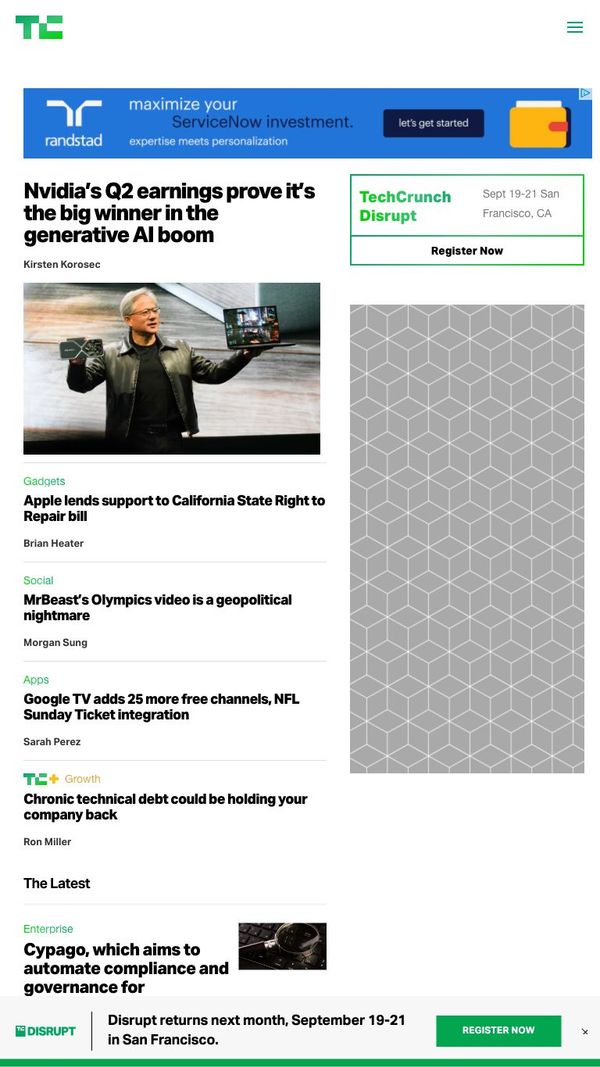 TC
maximize your
ServiceNow investment.
expertise meets personalization
randstad
let's get started
Nvidia’s Q2 earnings prove it’s
the big winner in the
generative AI boom
Kirsten Korosec
TechCrunch
Disrupt
Sept 19-21 San
Francisco, CA
Register Now
Gadgets
Apple lends support to California State Right to
Repair bill
Brian Heater
Social
MrBeast’s Olympics video is a geopolitical
nightmare
Morgan Sung
Apps
Google TV adds 25 more free channels, NFL
Sunday Ticket integration
Sarah Perez
TC+ Growth
Chronic technical debt could be holding your
company back
Ron Miller
The Latest
Enterprise
Cypago, which aims to
automate compliance and
governance for
TC DISRUPT
Disrupt returns next month, September 19-21
in San Francisco.
REGISTER NOW